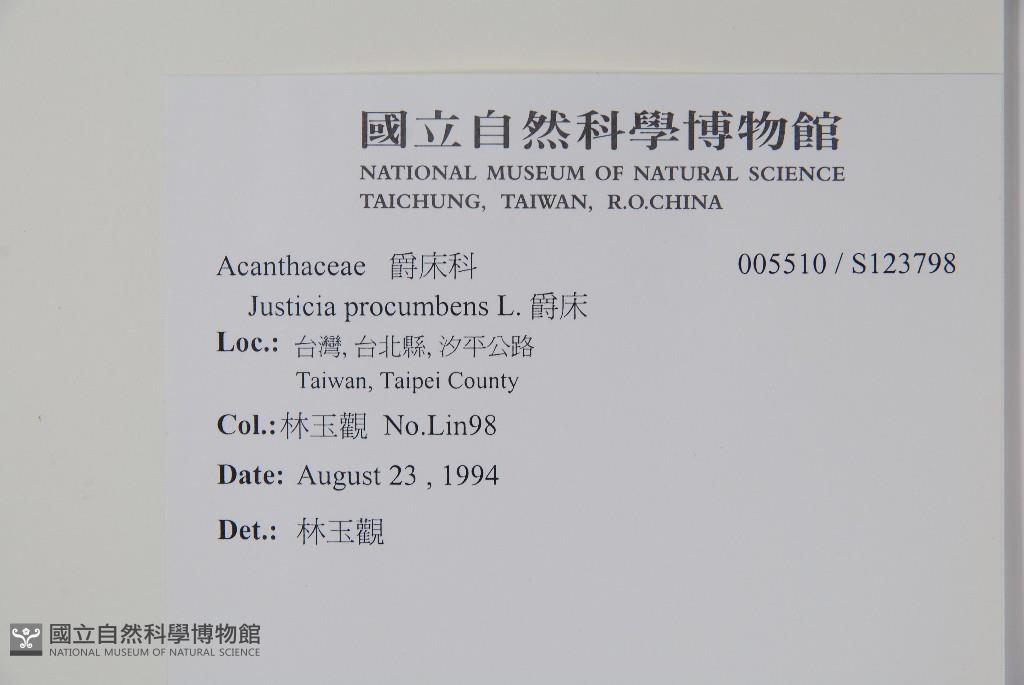 國立自然科學博物館
NATIONAL MUSEUM OF NATURAL SCIENCE
TAICHUNG, TAIWAN, R.O.CHINA
Acanthaceae 爵床科 005510 / S123798
Justicia procumbens L. 爵床
Loc.: 台灣, 台北縣, 汐平公路
Taiwan, Taipei County
Col.:林玉觀 No.Lin98
Date: August 23 , 1994
Det.: 林玉觀
國立自然科學博物館
NATIONAL MUSEUM OF NATURAL SCIENCE